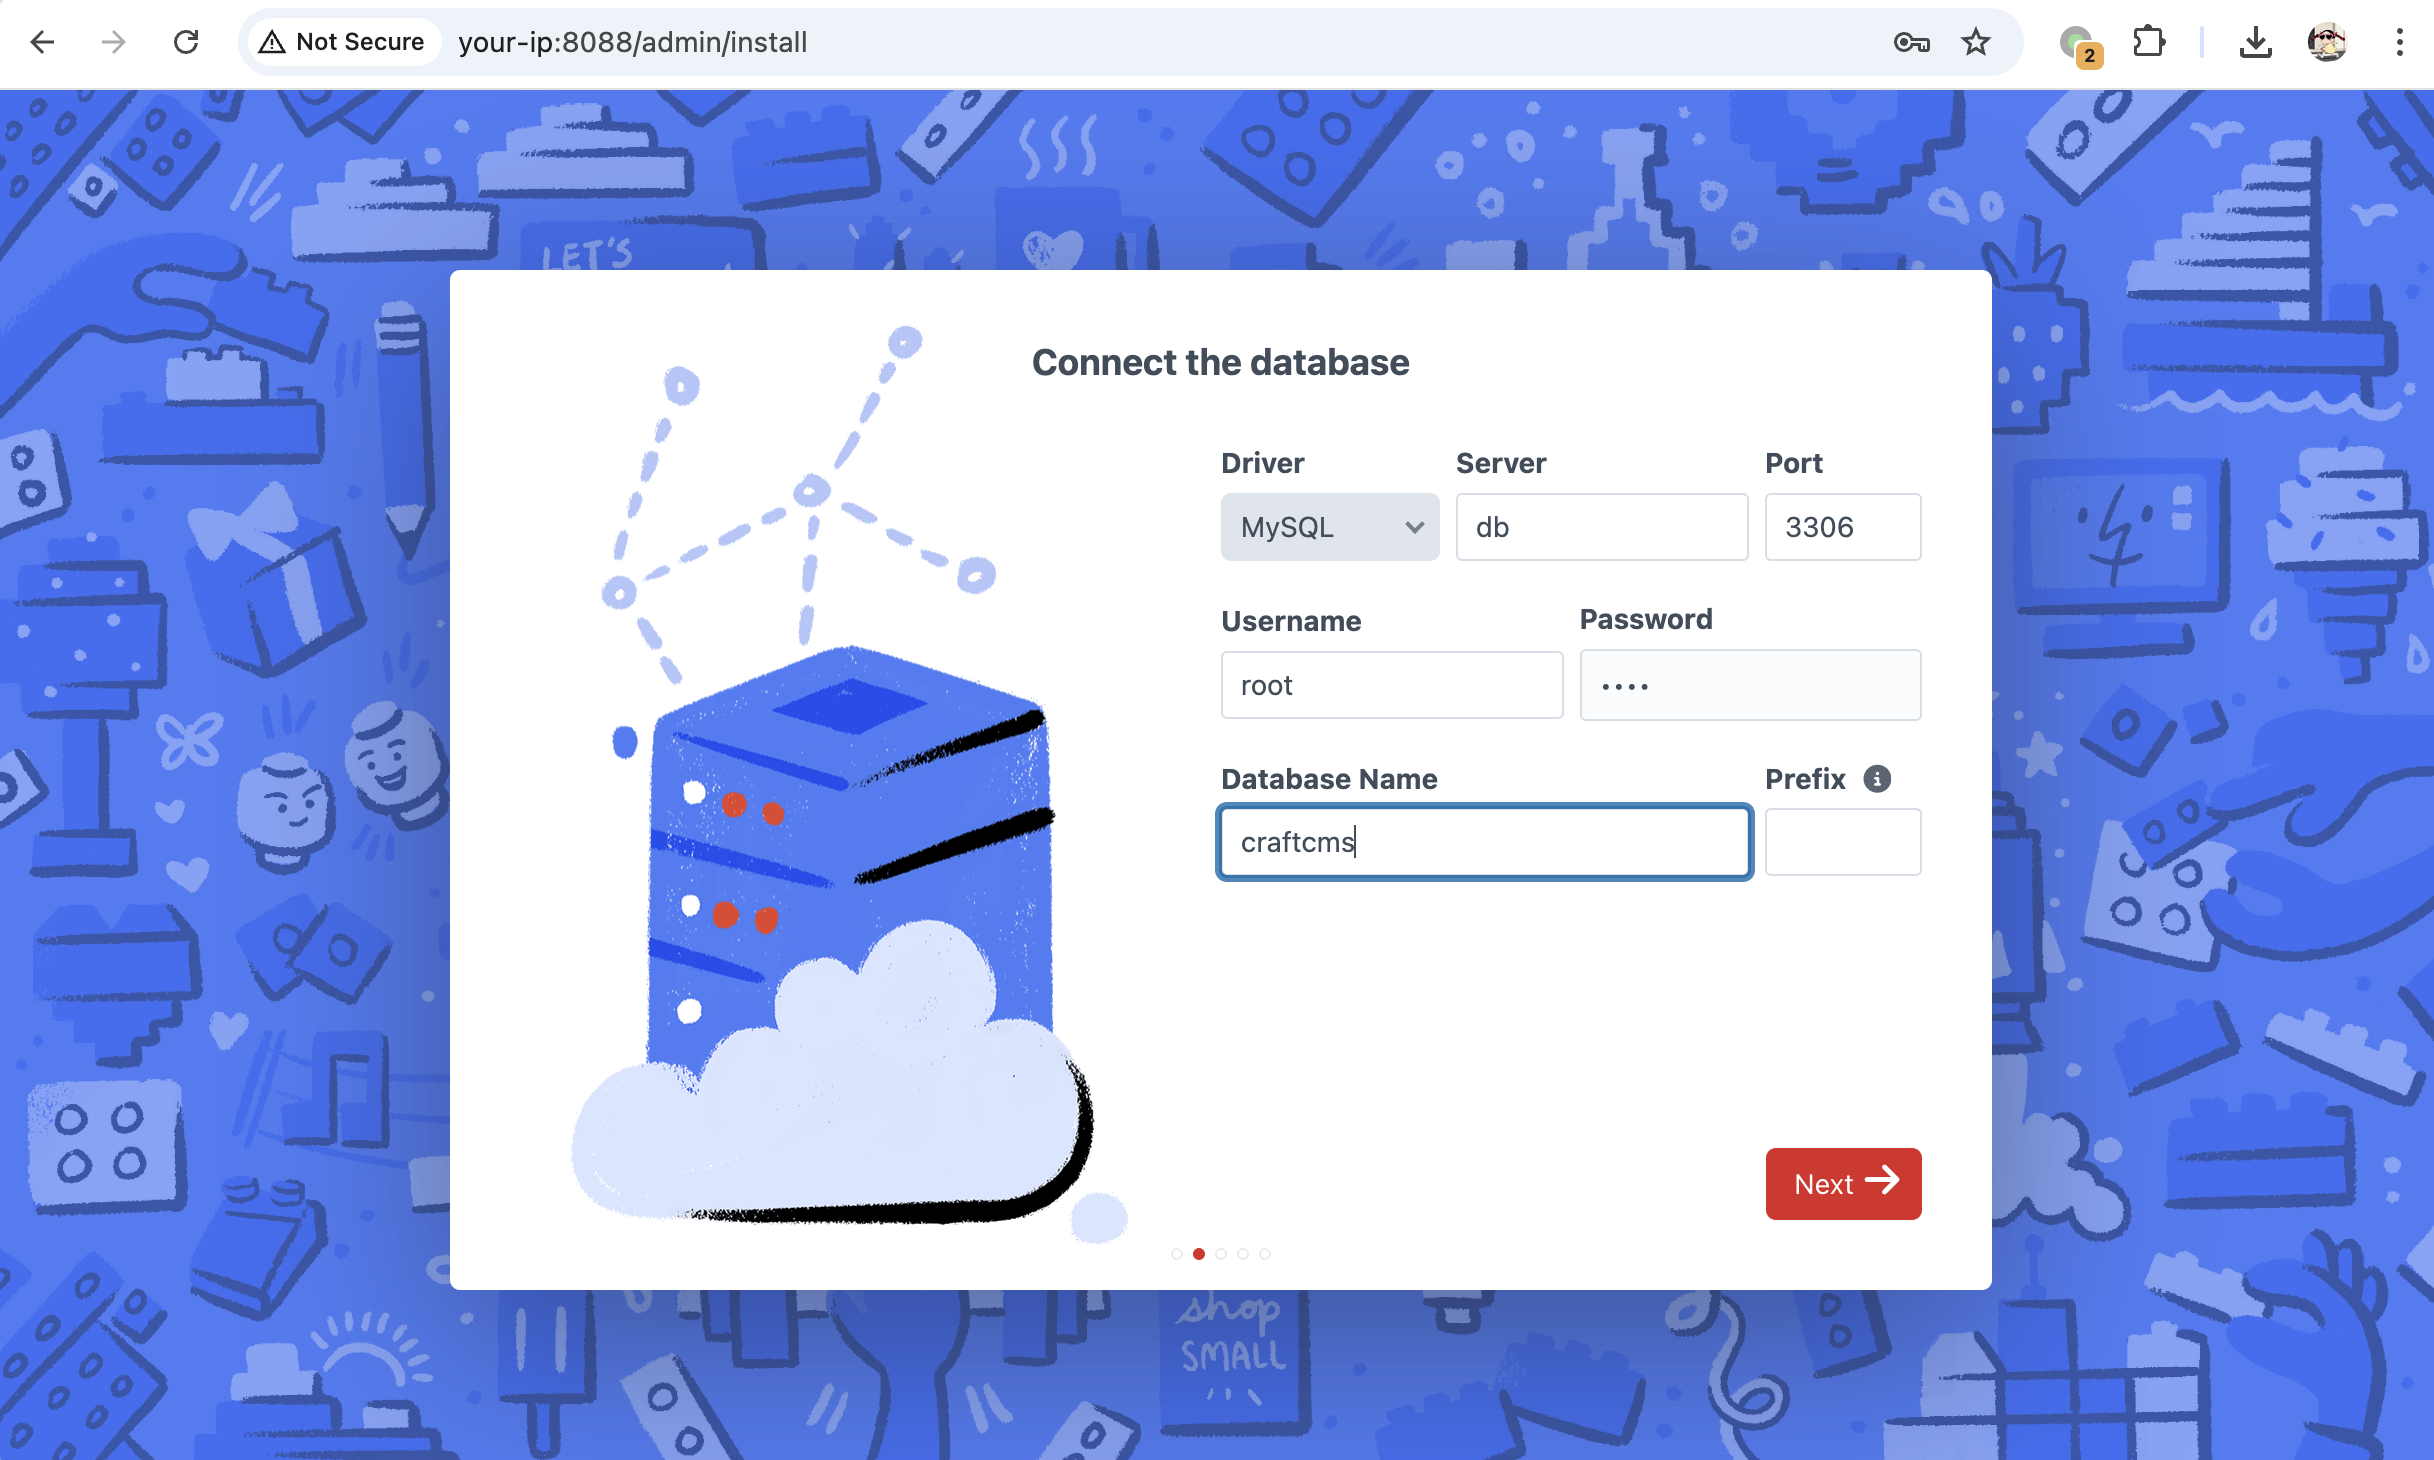 Not Secure
your-ip:8088/admin/install
2
LET'S
Connect the database
Driver
Server
Port
MySQL
db
3306
Username
Password
root
••••
Database Name
Prefix
craftcms
Next
shop
SMALL